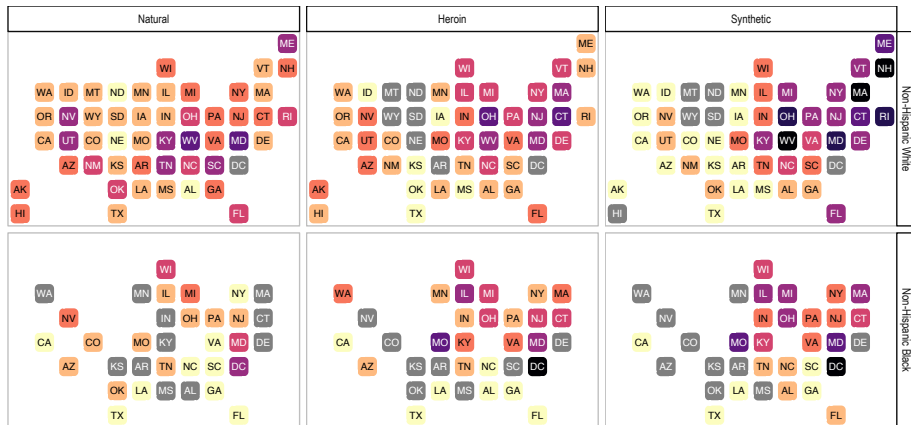 Natural
Heroin
Synthetic
ME
WI VT NH
WA ID MT ND MN IL MI NY MA
OR NV WY SD IA IN OH PA NJ CT RI
CA UT CO NE MO KY WV VA MD DE
AZ NM KS AR TN NC SC DC
AK OK LA MS AL GA
HI TX FL
ME
WI VT NH
WA ID MT ND MN IL MI NY MA
OR NV WY SD IA IN OH PA NJ CT RI
CA UT CO NE MO KY WV VA MD DE
AZ NM KS AR TN NC SC DC
AK OK LA MS AL GA
HI TX FL
ME
WI VT NH
WA ID MT ND MN IL MI NY MA
OR NV WY SD IA IN OH PA NJ CT RI
CA UT CO NE MO KY WV VA MD DE
AZ NM KS AR TN NC SC DC
AK OK LA MS AL GA
HI TX FL
Non-Hispanic White
WI
WA MN IL MI NY MA
NV IN OH PA NJ CT
CA CO MO KY VA MD DE
AZ KS AR TN NC SC DC
OK LA MS AL GA
TX FL
WI
WA MN IL MI NY MA
NV IN OH PA NJ CT
CA CO MO KY VA MD DE
AZ KS AR TN NC SC DC
OK LA MS AL GA
TX FL
WI
WA MN IL MI NY MA
NV IN OH PA NJ CT
CA CO MO KY VA MD DE
AZ KS AR TN NC SC DC
OK LA MS AL GA
TX FL
Non-Hispanic Black